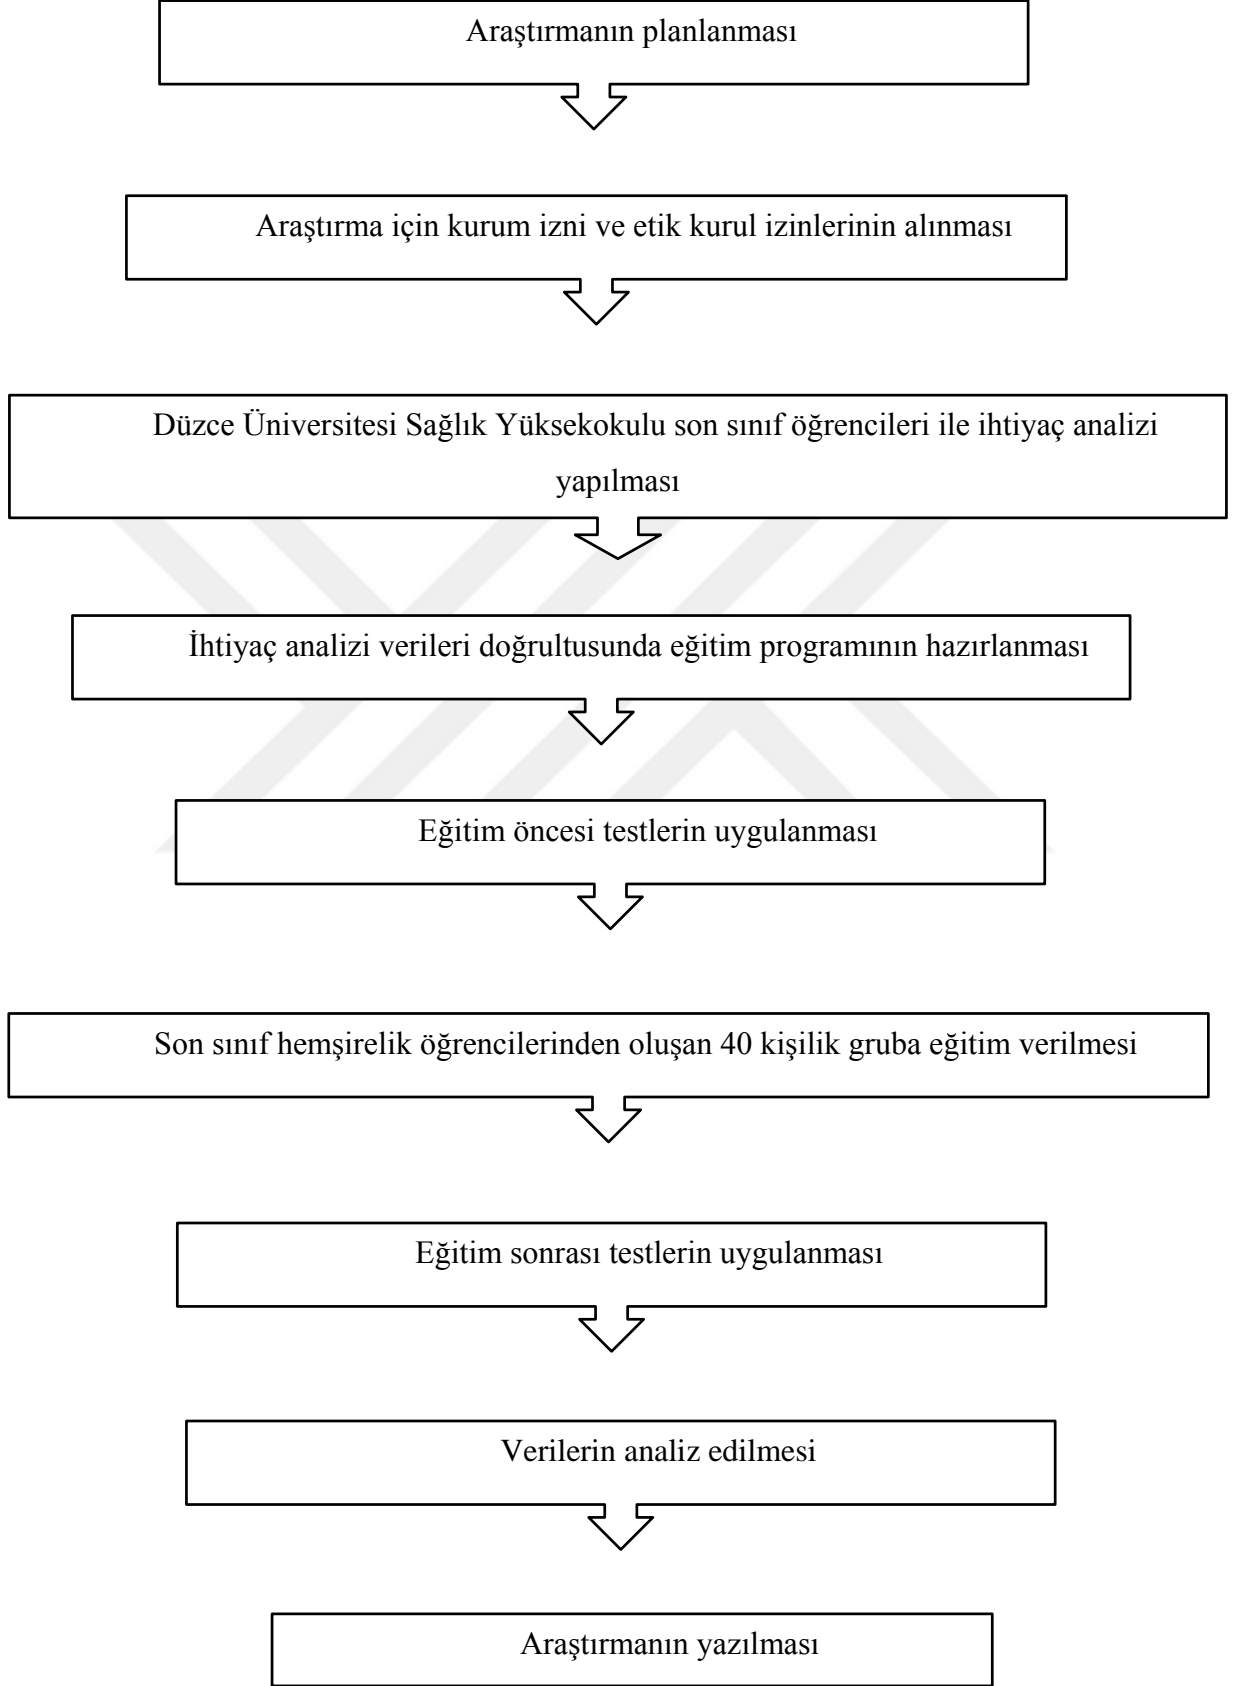 Araştırmanın planlanması
Araştırma için kurum izni ve etik kurul izinlerinin alınması
Düzce Üniversitesi Sağlık Yüksekokulu son sınıf öğrencileri ile ihtiyaç analizi
yapılması
İhtiyaç analizi verileri doğrultusunda eğitim programının hazırlanması
Eğitim öncesi testlerin uygulanması
Son sınıf hemşirelik öğrencilerinden oluşan 40 kişilik gruba eğitim verilmesi
Eğitim sonrası testlerin uygulanması
Verilerin analiz edilmesi
Araştırmanın yazılması